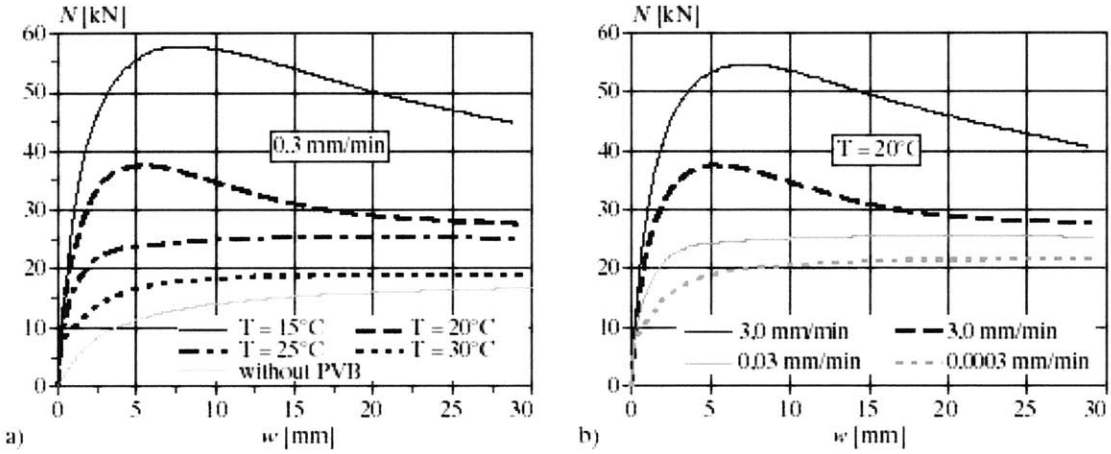 N [kN]
60
50
40
30
20
10
0
0.3 mm/min
T = 15°C T = 20°C
T = 25°C T = 30°C
without PVB
0 5 10 15 20 25 30
a) w [mm]
N [kN]
60
50
40
30
20
10
0
T = 20°C
3.0 mm/min 3.0 mm/min
0.03 mm/min 0.0003 mm/min
0 5 10 15 20 25 30
b) w [mm]